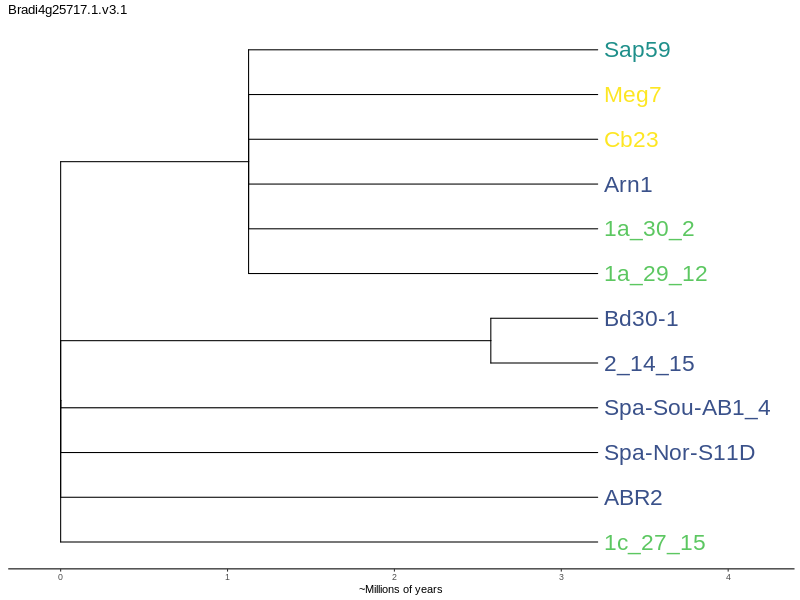 Bradi4g25717.1.v3.1
Sap59
Meg7
Cb23
Arn1
1a_30_2
1a_29_12
Bd30-1
2_14_15
Spa-Sou-AB1_4
Spa-Nor-S11D
ABR2
1c_27_15
0 1 2 3 4
~Millions of years